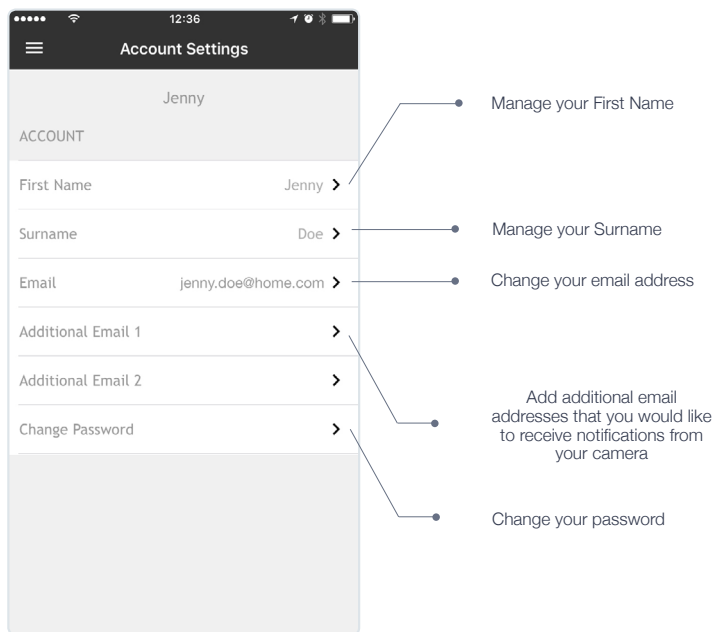 12:36
Account Settings
Jenny
ACCOUNT
First Name Jenny
Surname Doe
Email jenny.doe@home.com
Additional Email 1
Additional Email 2
Change Password
Manage your First Name
Manage your Surname
Change your email address
Add additional email
addresses that you would like
to receive notifications from
your camera
Change your password